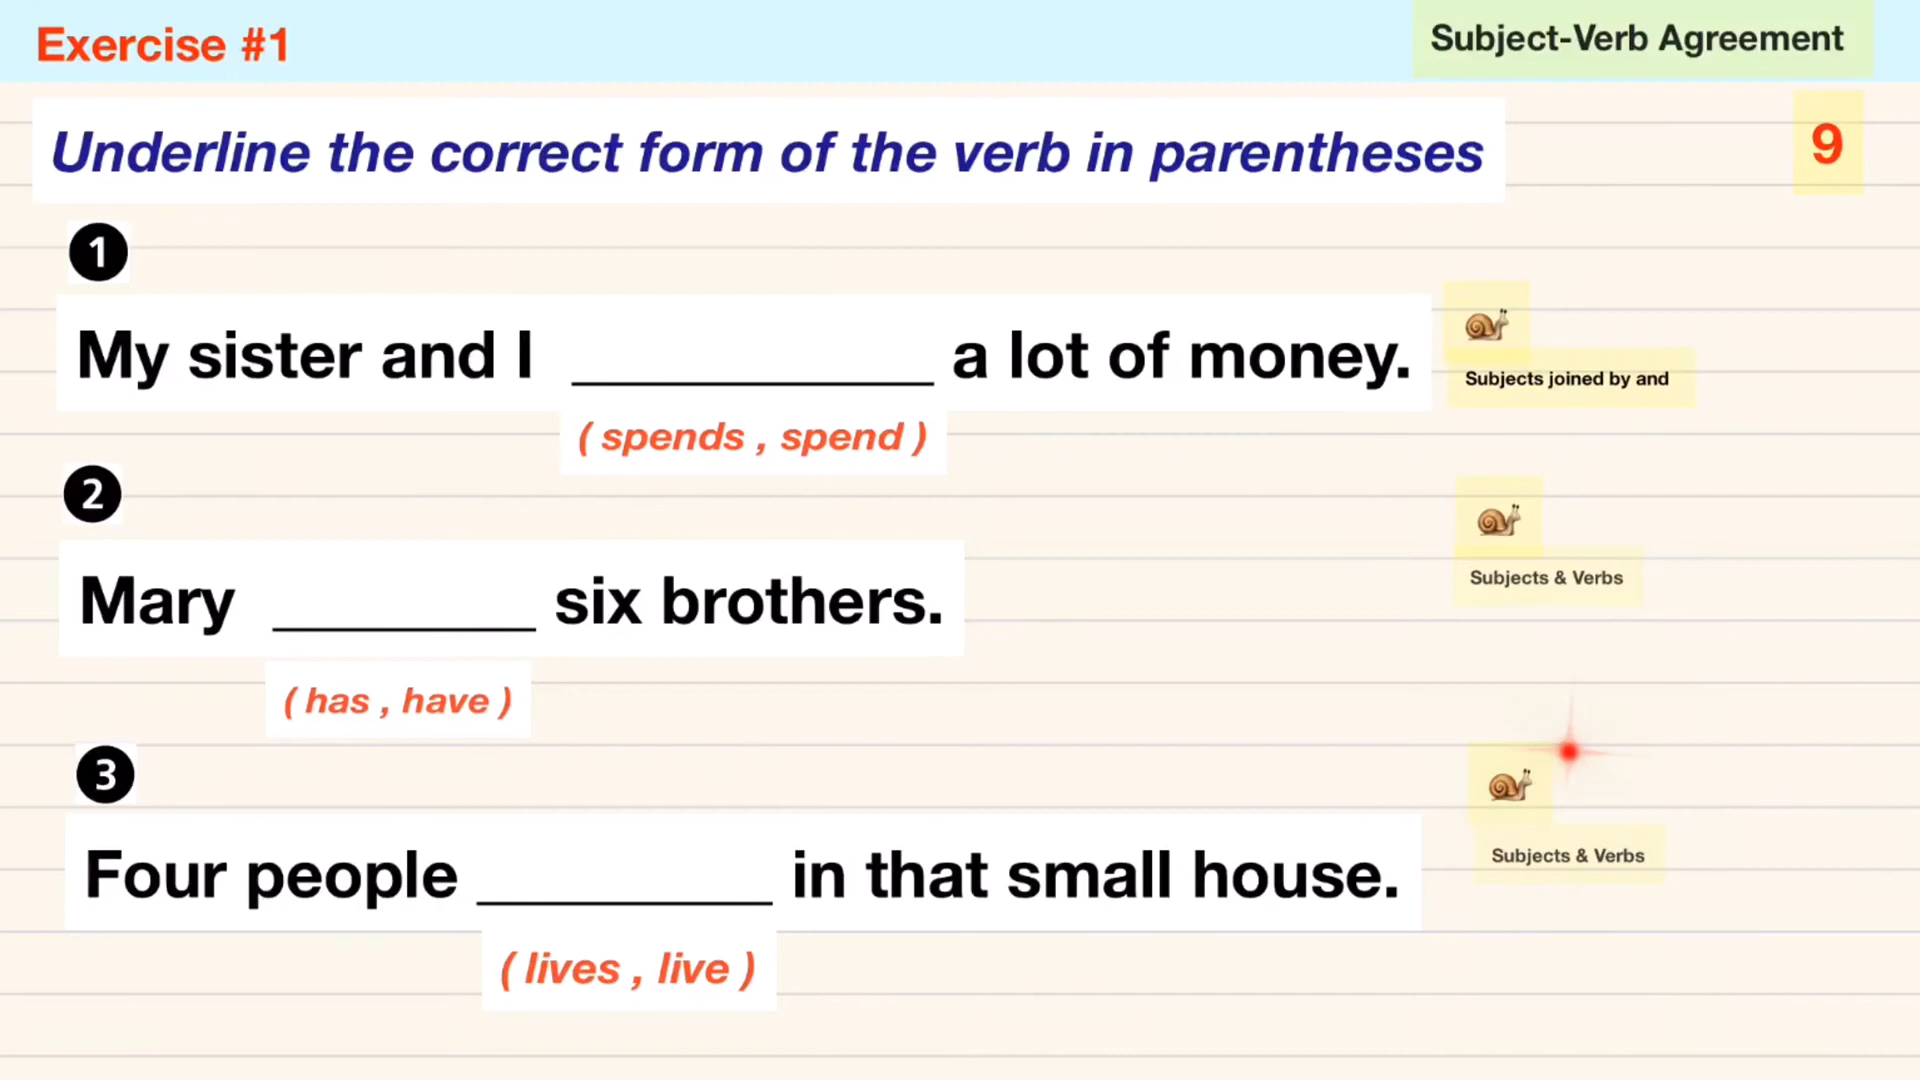 Exercise #1
Subject-Verb Agreement
Underline the correct form of the verb in parentheses
9
1
My sister and I ____________ a lot of money.
Subjects joined by and
( spends , spend )
2
Mary _________ six brothers.
Subjects & Verbs
( has , have )
3
Four people __________ in that small house.
Subjects & Verbs
( lives , live )